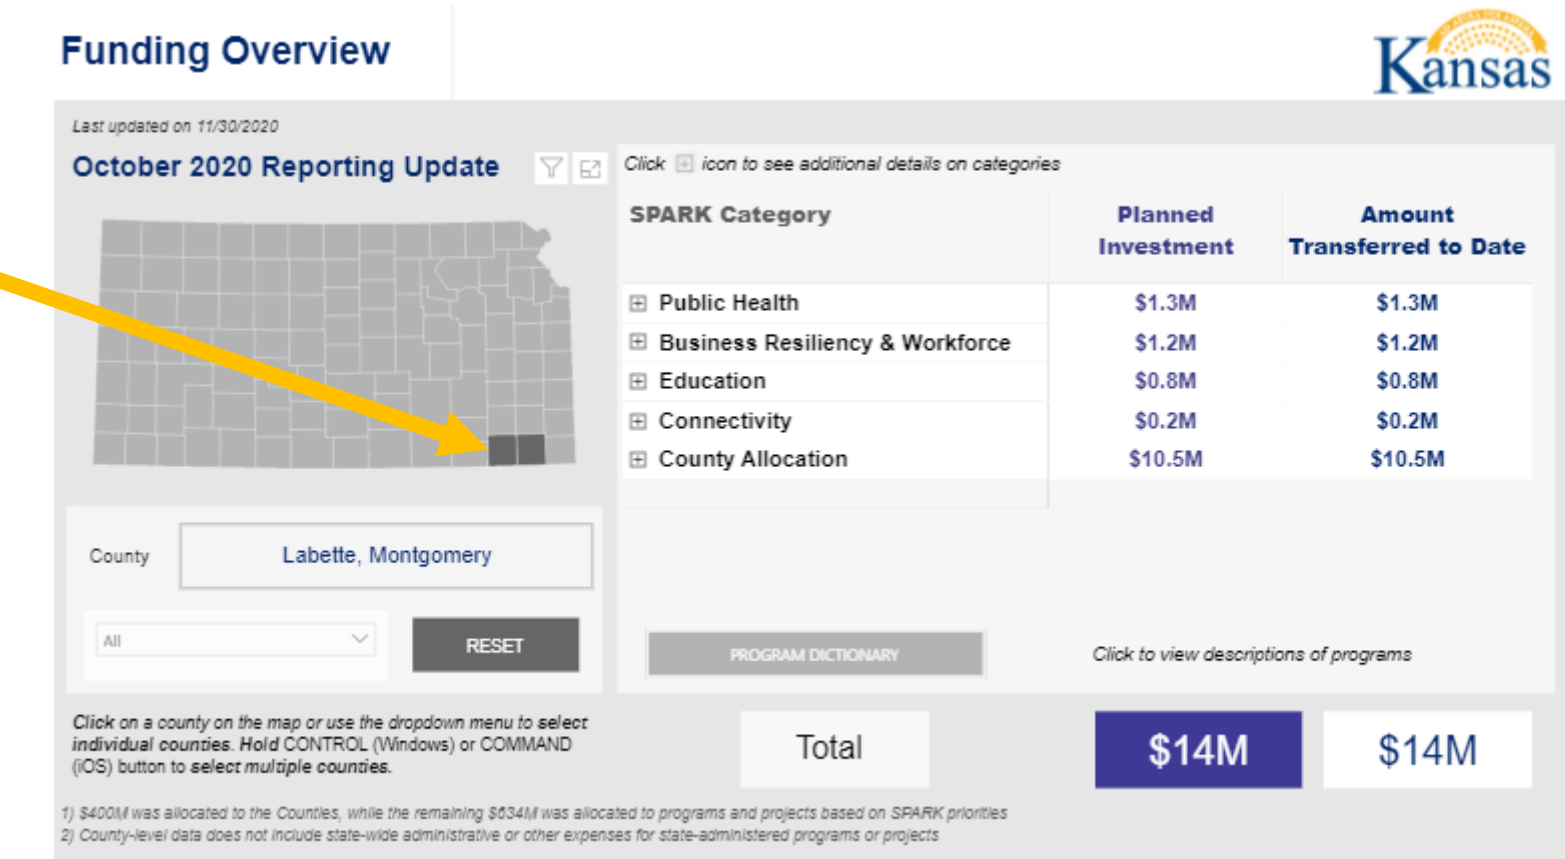 Funding Overview
Kansas
Last updated on 11/30/2020
October 2020 Reporting Update
Click icon to see additional details on categories
SPARK Category
Planned
Investment
Amount
Transferred to Date
Public Health $1.3M $1.3M
Business Resiliency & Workforce $1.2M $1.2M
Education $0.8M $0.8M
Connectivity $0.2M $0.2M
County Allocation $10.5M $10.5M
County
Labette, Montgomery
All
RESET
PROGRAM DICTIONARY
Click to view descriptions of programs
Click on a county on the map or use the dropdown menu to select
individual counties. Hold CONTROL (Windows) or COMMAND
(iOS) button to select multiple counties.
Total
$14M
$14M
1) $400M was allocated to the Counties, while the remaining $634M was allocated to programs and projects based on SPARK priorities
2) County-level data does not include state-wide administrative or other expenses for state-administered programs or projects